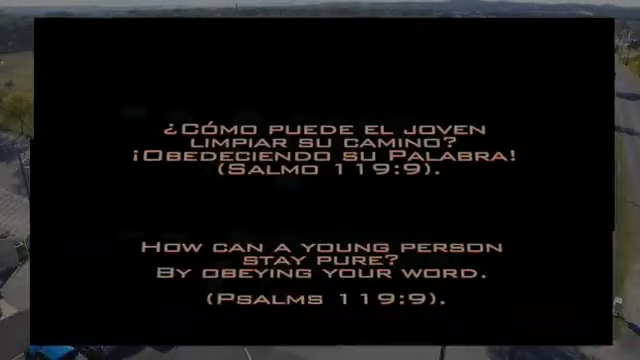 ¿Cómo puede el joven
limpiar su camino?
¡Obedeciendo su Palabra!
(Salmo 119:9).
How can a young person
stay pure?
By obeying your word.
(Psalms 119:9).